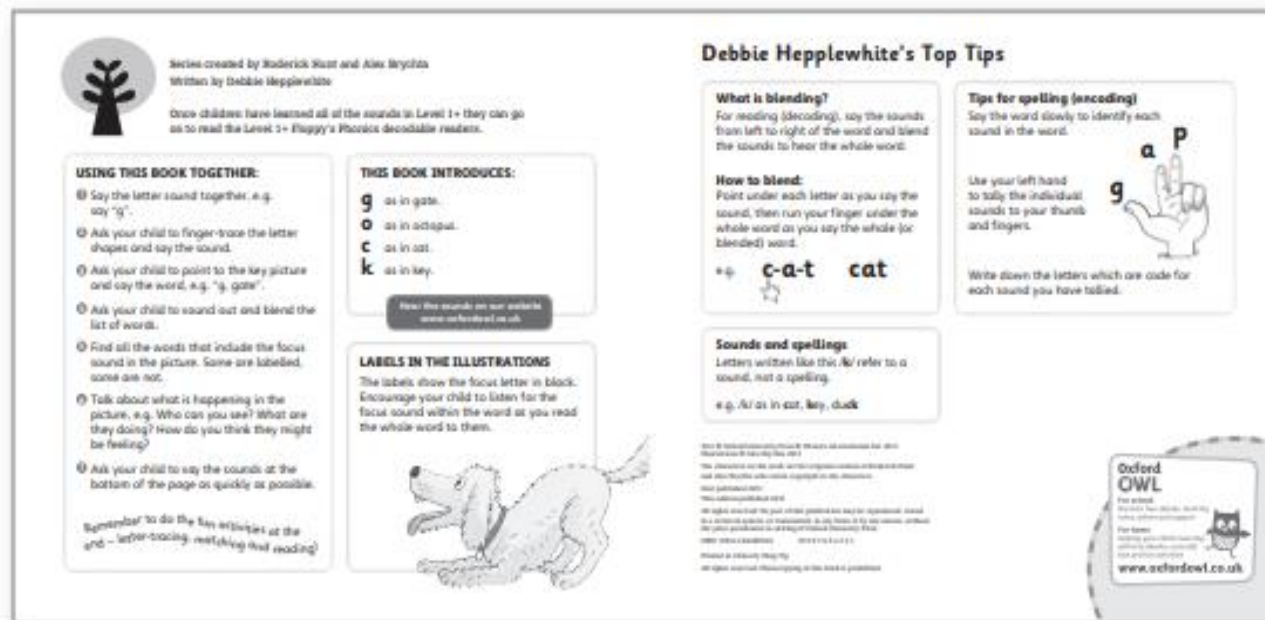 Series created by Roderick Hunt and Alex Brychta
Written by Debbie Hepplewhite
Once children have learned all of the sounds in Level 1+ they can go
on to read the Level 1+ Floppy's Phonics decodable readers.
USING THIS BOOK TOGETHER:
1 Say the letter sound together, e.g.
say "g".
2 Ask your child to finger-trace the letter
shapes and say the sound.
3 Ask your child to point to the key picture
and say the word, e.g. "g, gate".
4 Ask your child to sound out and blend the
list of words.
5 Find all the words that include the focus
sound in the picture. Some are labelled,
some are not.
6 Talk about what is happening in the
picture, e.g. Who can you see? What are
they doing? How do you think they might
be feeling?
7 Ask your child to say the sounds at the
bottom of the page as quickly as possible.
Remember to do the fun activities at the
end – letter-tracing, matching and reading!
THIS BOOK INTRODUCES:
g as in gate.
o as in octopus.
c as in cat.
k as in key.
Hear the sounds on our website
www.oxfordowl.co.uk
LABELS IN THE ILLUSTRATIONS
The labels show the focus letter in black.
Encourage your child to listen for the
focus sound within the word as you read
the whole word to them.
Debbie Hepplewhite's Top Tips
What is blending?
For reading (decoding), say the sounds
from left to right of the word and blend
the sounds to hear the whole word.
How to blend:
Point under each letter as you say the
sound, then run your finger under the
whole word as you say the whole (or
blended) word.
e.g. c-a-t cat
Tips for spelling (encoding)
Say the word slowly to identify each
sound in the word.
g a p
Use your left hand
to tally the individual
sounds to your thumb
and fingers.
Write down the letters which are code for
each sound you have tallied.
Sounds and spellings
Letters written like this /k/ refer to a
sound, not a spelling.
e.g. /k/ as in cat, key, duck
All rights reserved
Oxford
OWL
For school
For home
www.oxfordowl.co.uk